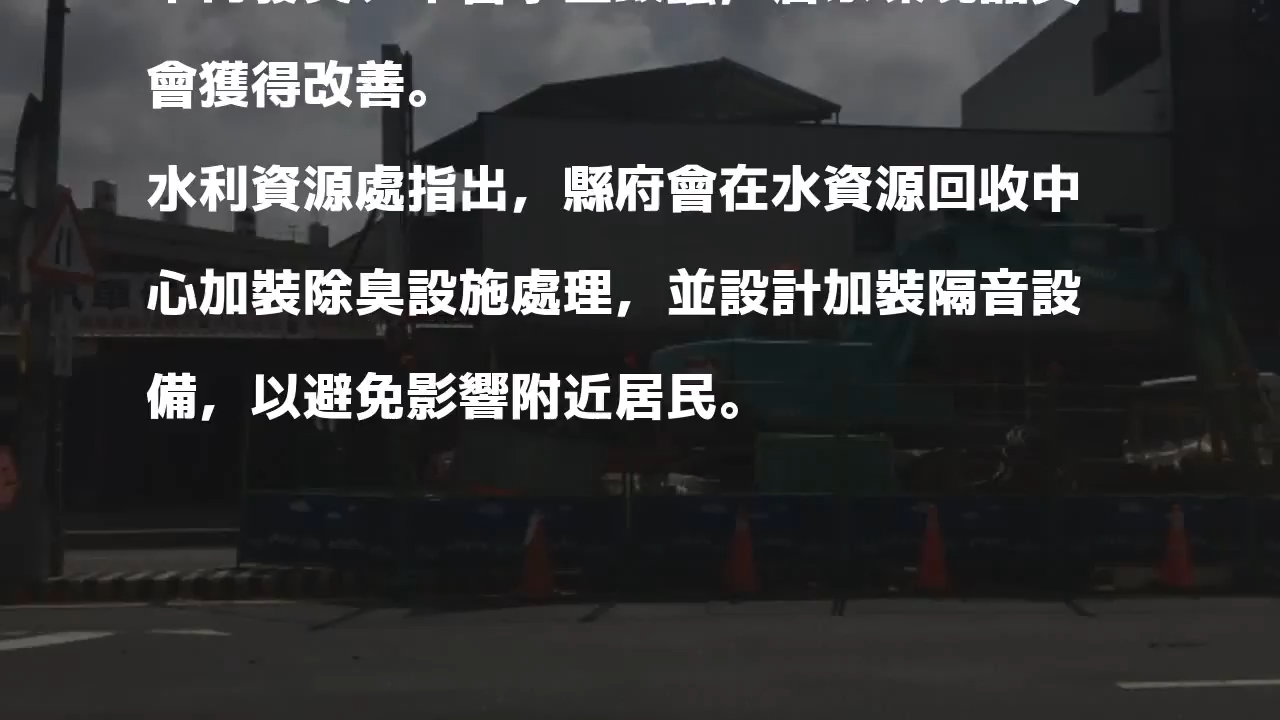 會獲得改善。
水利資源處指出，縣府會在水資源回收中
心加裝除臭設施處理，並設計加裝隔音設
備，以避免影響附近居民。